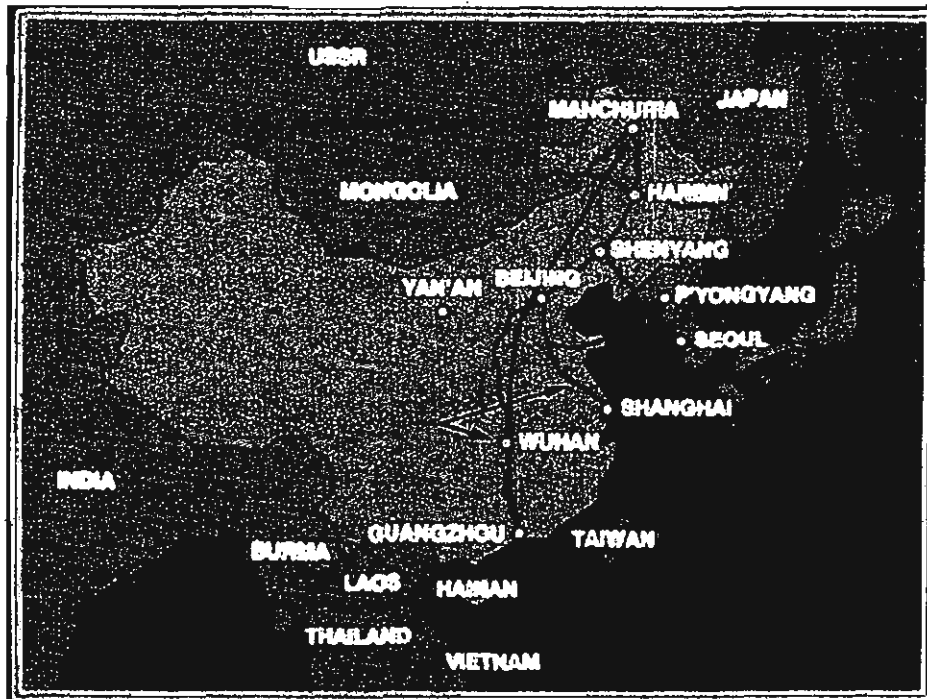 USSR
MANCHURIA
JAPAN
MONGOLIA
HARBIN
SHENYANG
YAN'AN
BEIJING
P'YONGYANG
SEOUL
SHANGHAI
WUHAN
INDIA
GUANGZHOU
TAIWAN
BURMA
LAOS
HAINAN
THAILAND
VIETNAM